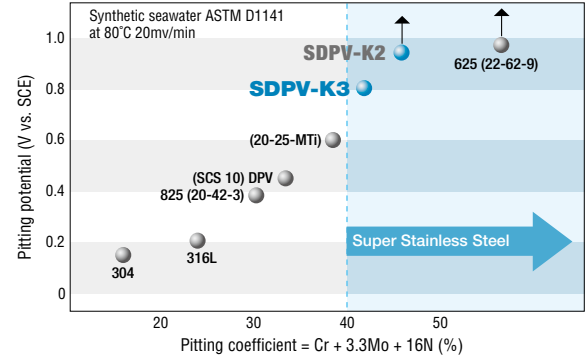 Synthetic seawater ASTM D1141
at 80˚C 20mv/min
Pitting potential (V vs. SCE)
1.0
0.8
0.6
0.4
0.2
0
SDPV-K2
625 (22-62-9)
SDPV-K3
(20-25-MTi)
(SCS 10) DPV
825 (20-42-3)
Super Stainless Steel
304
316L
20
30
40
50
Pitting coefficient = Cr + 3.3Mo + 16N (%)